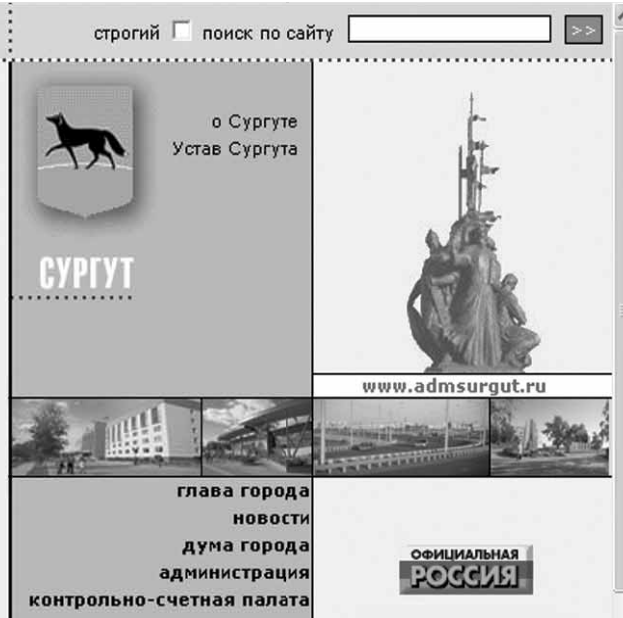 строгий поиск по сайту >>
о Сургуте
Устав Сургута
СУРГУТ
www.admsurgut.ru
глава города
новости
дума города
администрация
контрольно-счетная палата
ОФИЦИАЛЬНАЯ
РОССИЯ